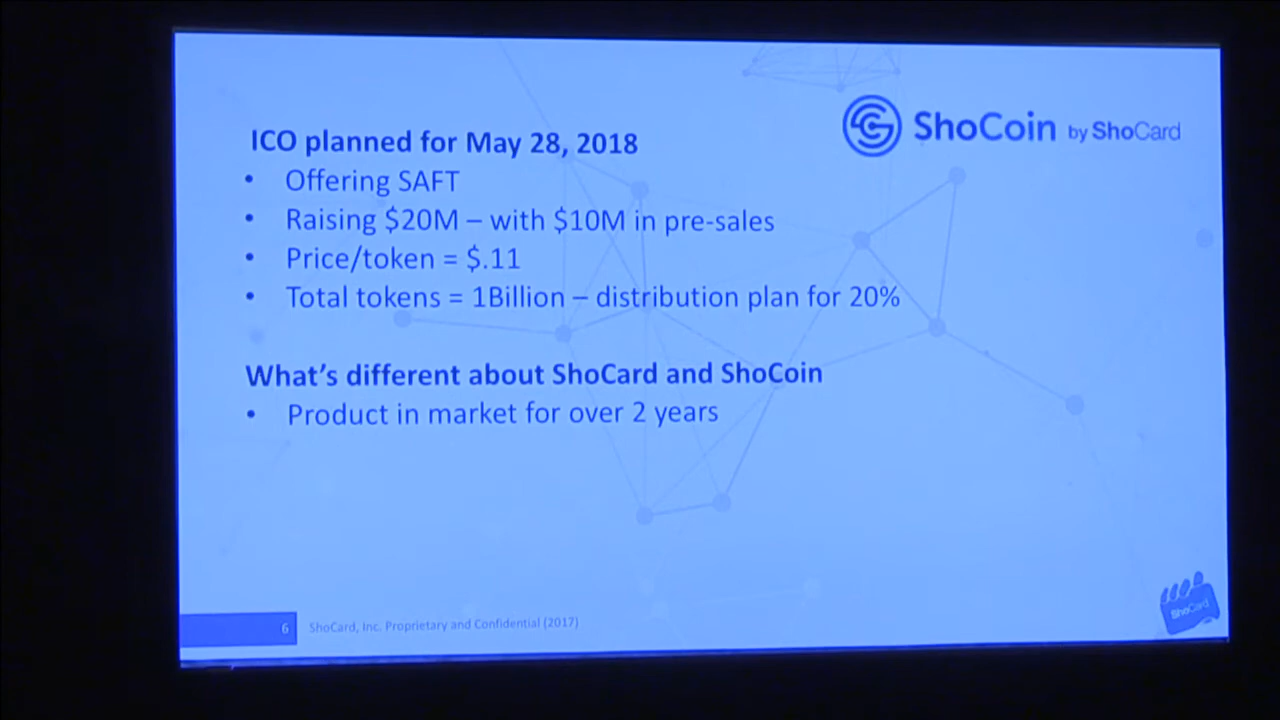 ShoCoin by ShoCard
ICO planned for May 28, 2018
• Offering SAFT
• Raising $20M – with $10M in pre-sales
• Price/token = $.11
• Total tokens = 1Billion – distribution plan for 20%
What's different about ShoCard and ShoCoin
• Product in market for over 2 years
6 ShoCard, Inc. Proprietary and Confidential (2017)
ShoCard